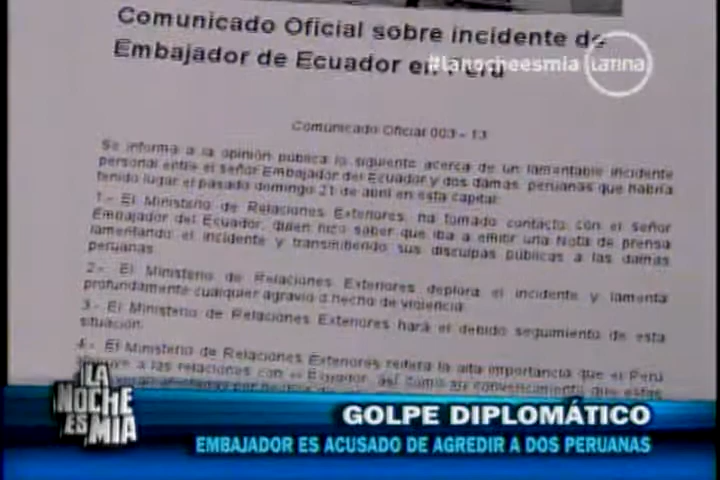 Comunicado Oficial sobre incidente de
Embajador de Ecuador en Perú
#lanocheesmia
LATINA
Comunicado Oficial 003 - 13
Se informa a la opinión pública lo siguiente acerca de un lamentable incidente
personal entre el señor Embajador del Ecuador y dos damas peruanas que habría
tenido lugar el pasado domingo 21 de abril en esta capital:
1.- El Ministerio de Relaciones Exteriores, ha tomado contacto con el señor
Embajador del Ecuador, quien hizo saber que iba a emitir una Nota de prensa
lamentando el incidente y transmitiendo sus disculpas públicas a las damas
peruanas.
2.- El Ministerio de Relaciones Exteriores deplora el incidente y lamenta
profundamente cualquier agravio o hecho de violencia.
3.- El Ministerio de Relaciones Exteriores hará el debido seguimiento de esta
situación.
4.- El Ministerio de Relaciones Exteriores reitera la alta importancia que el Perú
a las relaciones con el Ecuador, así como su convencimiento que estas
LA
NOCHE
ES
MIA
GOLPE DIPLOMÁTICO
EMBAJADOR ES ACUSADO DE AGREDIR A DOS PERUANAS